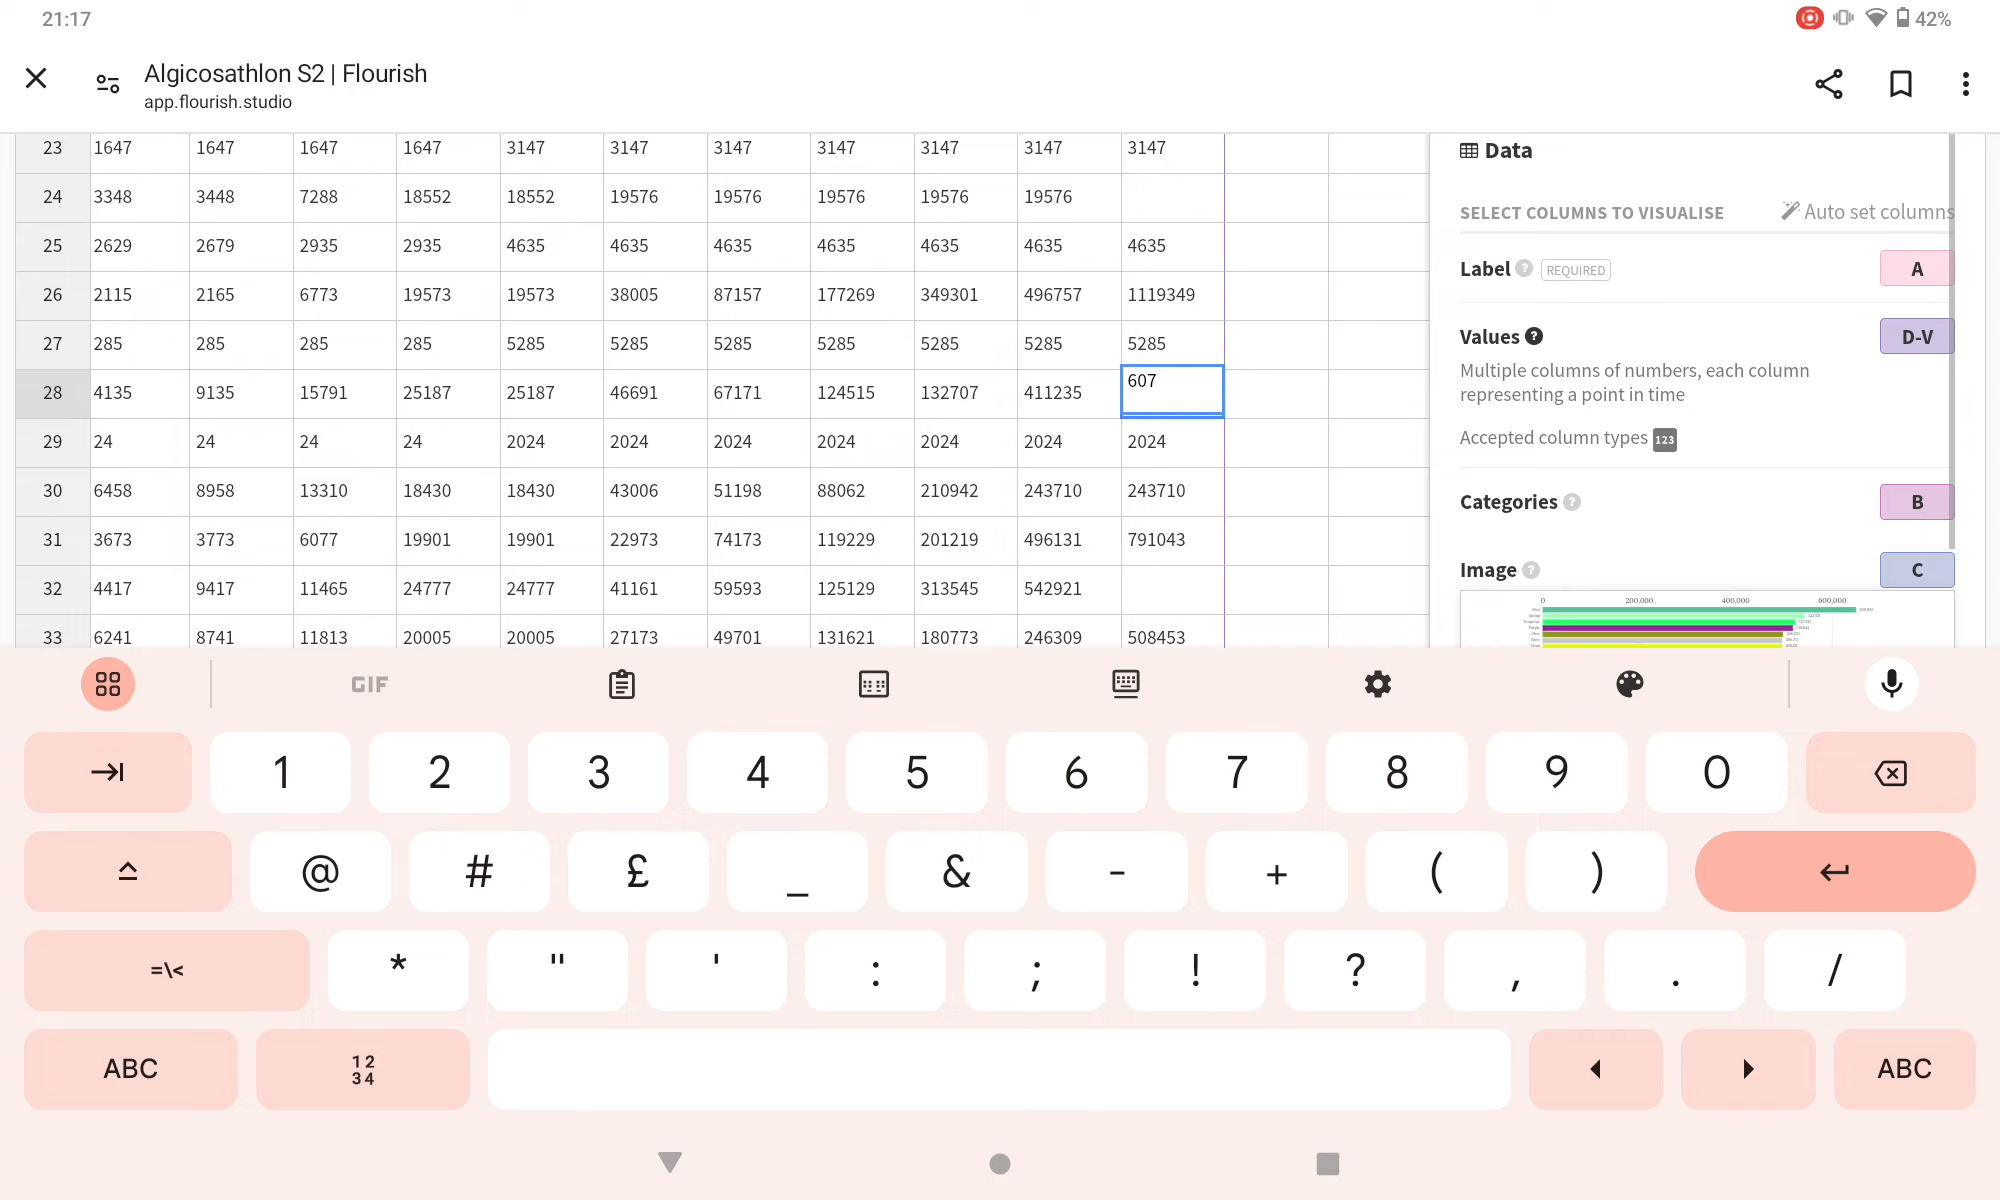 21:17
42%
Algicosathlon S2 | Flourish
app.flourish.studio
23 1647 1647 1647 1647 3147 3147 3147 3147 3147 3147 3147
24 3348 3448 7288 18552 18552 19576 19576 19576 19576 19576
25 2629 2679 2935 2935 4635 4635 4635 4635 4635 4635 4635
26 2115 2165 6773 19573 19573 38005 87157 177269 349301 496757 1119349
27 285 285 285 285 5285 5285 5285 5285 5285 5285 5285
28 4135 9135 15791 25187 25187 46691 67171 124515 132707 411235 607
29 24 24 24 24 2024 2024 2024 2024 2024 2024 2024
30 6458 8958 13310 18430 18430 43006 51198 88062 210942 243710 243710
31 3673 3773 6077 19901 19901 22973 74173 119229 201219 496131 791043
32 4417 9417 11465 24777 24777 41161 59593 125129 313545 542921
33 6241 8741 11813 20005 20005 27173 49701 131621 180773 246309 508453
Data
SELECT COLUMNS TO VISUALISE Auto set columns
Label ? REQUIRED A
Values ? D-V
Multiple columns of numbers, each column
representing a point in time
Accepted column types 123
Categories ? B
Image ? C
0 200,000 400,000 600,000
GIF
1 2 3 4 5 6 7 8 9 0
@ # £ _ & - + ( )
=\< * " ' : ; ! ? , . /
ABC 1 2 3 4 ABC